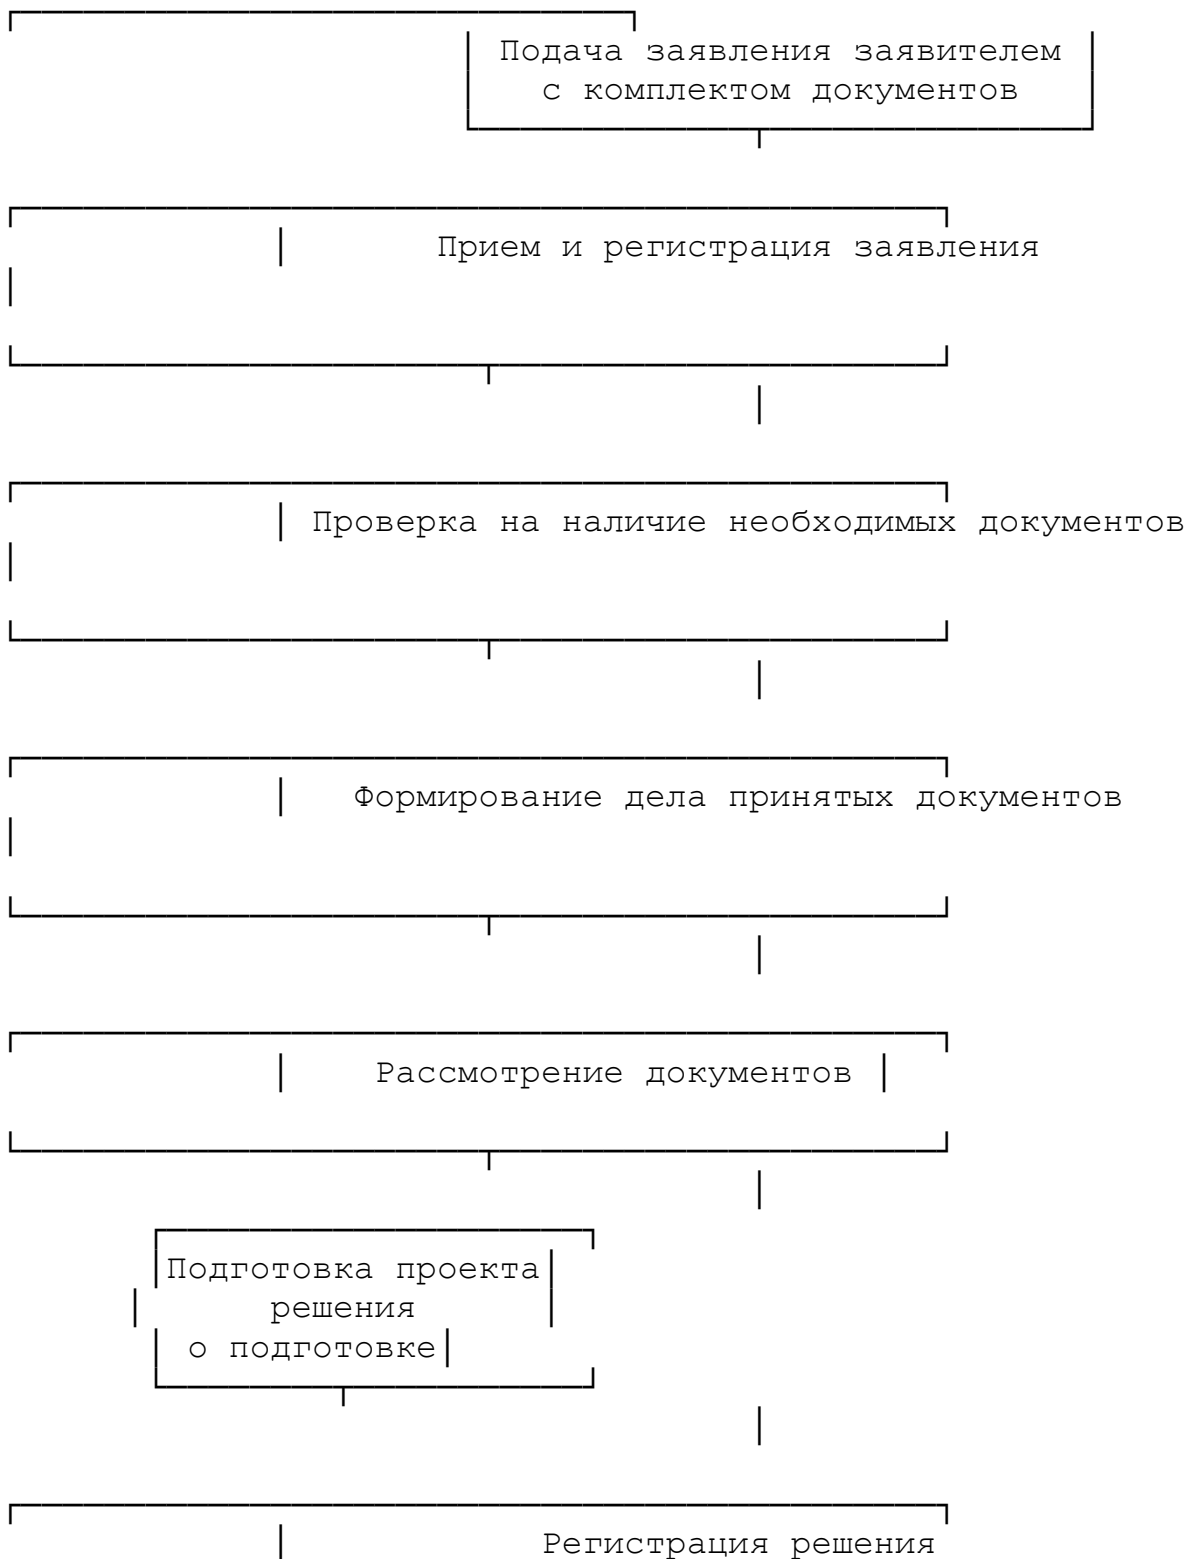 Подача заявления заявителем
с комплектом документов
Прием и регистрация заявления
Проверка на наличие необходимых документов
Формирование дела принятых документов
Рассмотрение документов
Подготовка проекта
решения
о подготовке
Регистрация решения